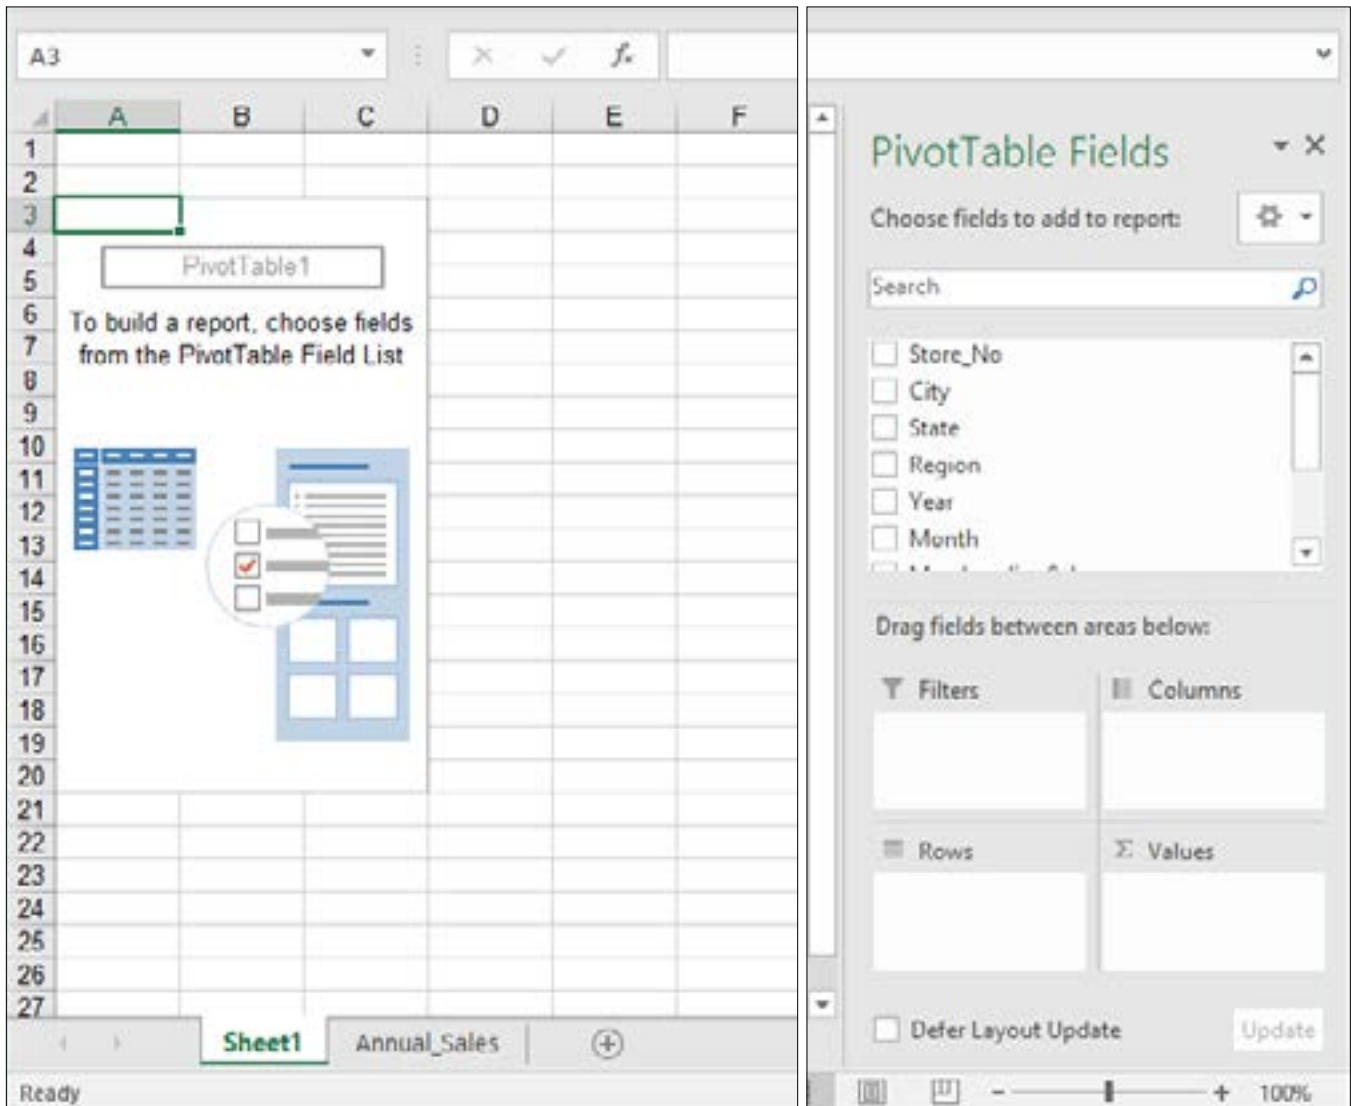 A3
fx
A B C D E F
1
2
3
4
5
6
7
8
9
10
11
12
13
14
15
16
17
18
19
20
21
22
23
24
25
26
27
PivotTable1
To build a report, choose fields
from the PivotTable Field List
Sheet1 Annual_Sales
Ready
PivotTable Fields
Choose fields to add to report:
Search
Store_No
City
State
Region
Year
Month
Drag fields between areas below:
Filters Columns
Rows Σ Values
Defer Layout Update Update
100%